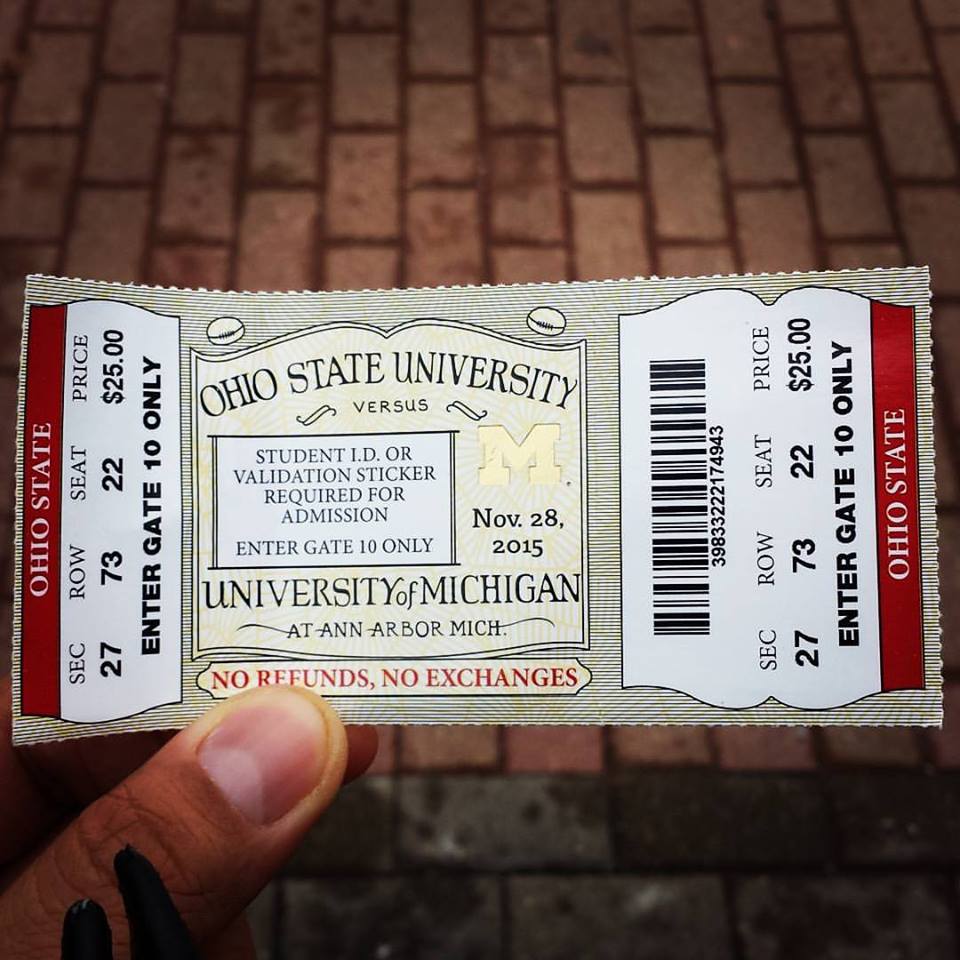 OHIO STATE
SEC 27 ROW 73 SEAT 22 PRICE $25.00
ENTER GATE 10 ONLY
OHIO STATE UNIVERSITY
VERSUS
STUDENT I.D. OR
VALIDATION STICKER
REQUIRED FOR
ADMISSION
ENTER GATE 10 ONLY
M
Nov. 28,
2015
UNIVERSITY of MICHIGAN
AT ANN ARBOR MICH.
NO REFUNDS, NO EXCHANGES
3983322217494​3
SEC 27 ROW 73 SEAT 22 PRICE $25.00
ENTER GATE 10 ONLY
OHIO STATE